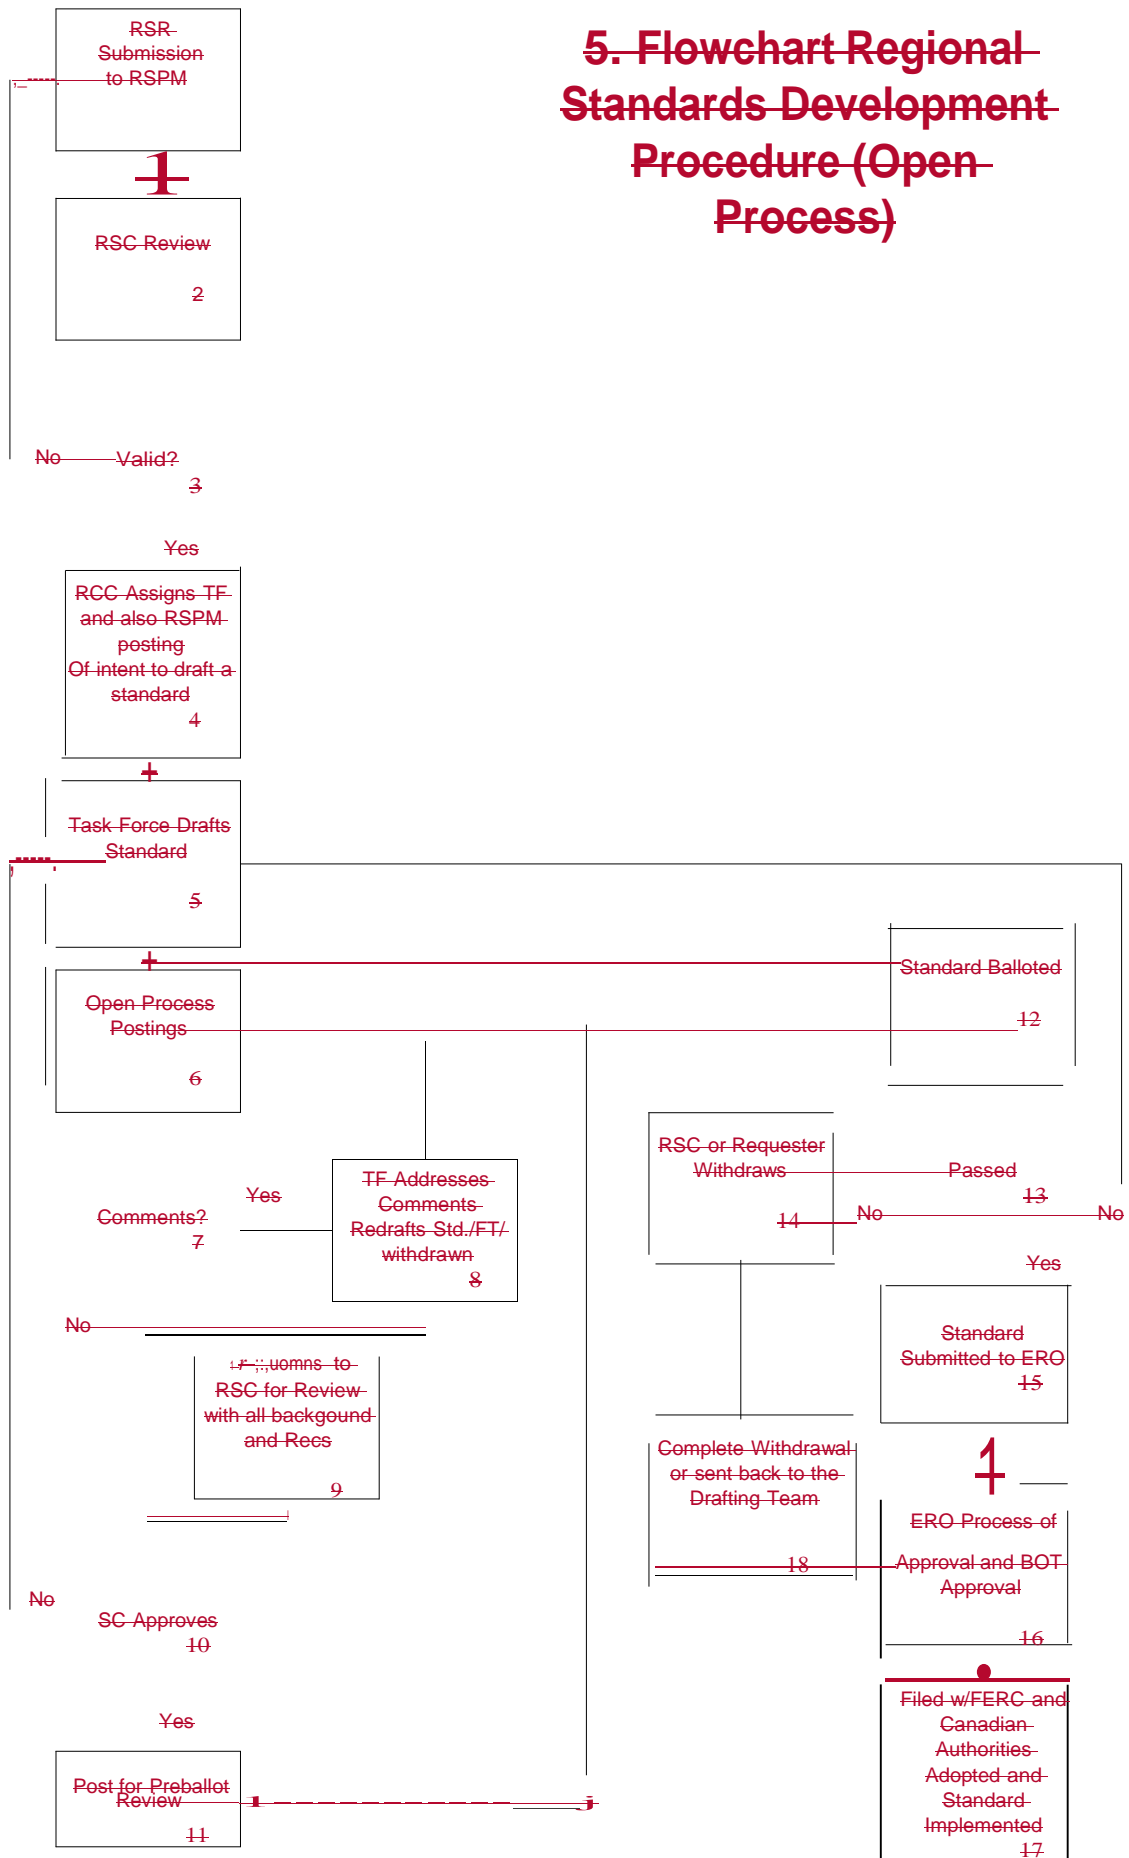 RSR
Submission
to RSPM
5. Flowchart Regional
Standards Development
Procedure (Open
Process)
1
RSC Review
2
No
Valid?
3
Yes
RCC Assigns TF
and also RSPM
posting
Of intent to draft a
standard
4
Task Force Drafts
Standard
5
Open Process
Postings
6
Comments?
7
Yes
TF Addresses
Comments
Redrafts Std./FT/
withdrawn
8
No
to
RSC for Review
with all backgound
and Recs
9
No
SC Approves
10
Yes
Post for Preballot
Review
11
Standard Balloted
12
RSC or Requester
Withdraws
14
Passed
13
No
No
Yes
Standard
Submitted to ERO
15
1
Complete Withdrawal
or sent back to the
Drafting Team
18
ERO Process of
Approval and BOT
Approval
16
Filed w/FERC and
Canadian
Authorities
Adopted and
Standard
Implemented
17